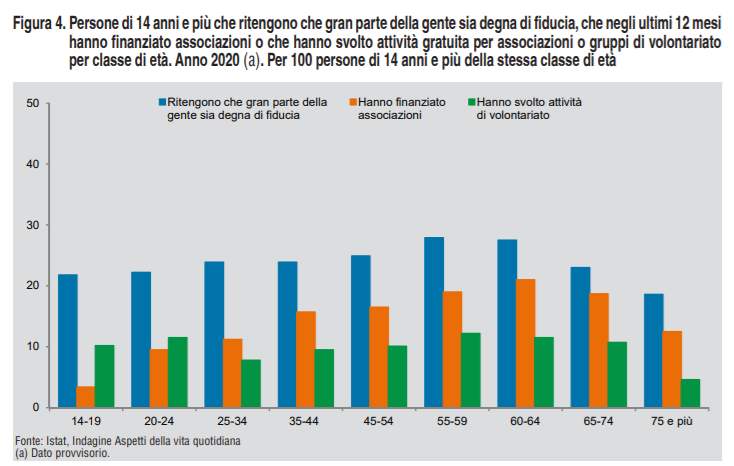 Figura 4. Persone di 14 anni e più che ritengono che gran parte della gente sia degna di fiducia, che negli ultimi 12 mesi
hanno finanziato associazioni o che hanno svolto attività gratuita per associazioni o gruppi di volontariato
per classe di età. Anno 2020 (a). Per 100 persone di 14 anni e più della stessa classe di età
Ritengono che gran parte della
gente sia degna di fiducia
Hanno finanziato
associazioni
Hanno svolto attività
di volontariato
50
40
30
20
10
0
14-19
20-24
25-34
35-44
45-54
55-59
60-64
65-74
75 e più
Fonte: Istat, Indagine Aspetti della vita quotidiana
(a) Dato provvisorio.